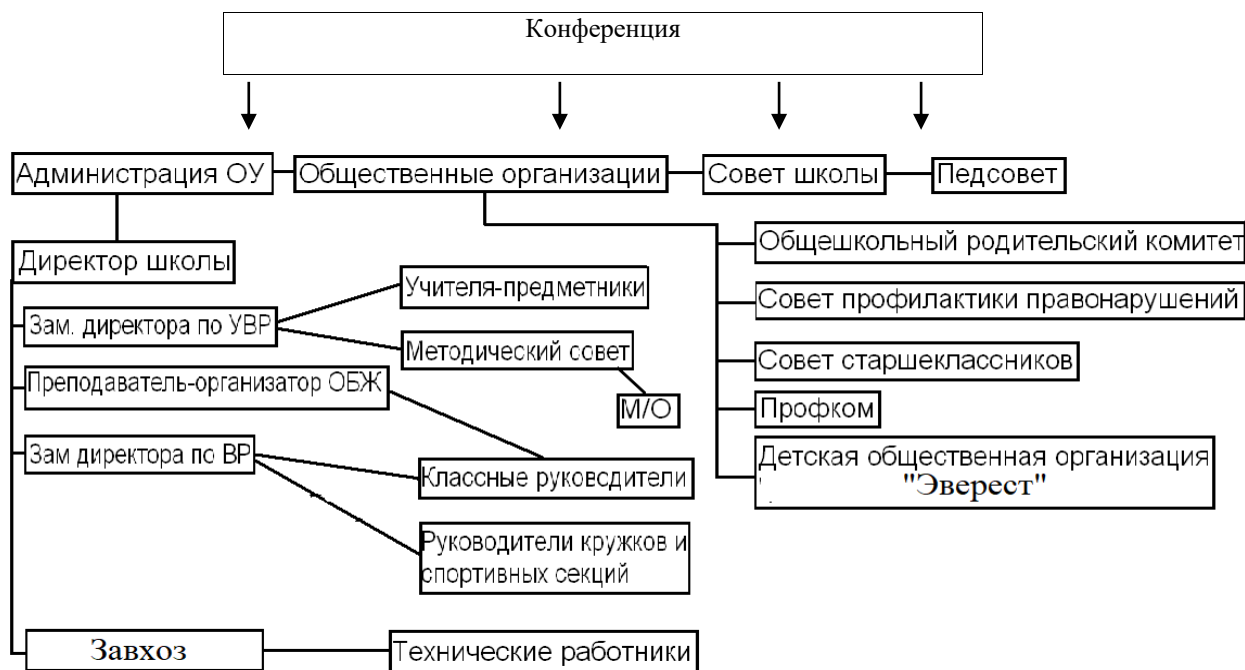 Конференция
Администрация ОУ
Общественные организации
Совет школы
Педсовет
Директор школы
Общешкольный родительский комитет
Учителя-предметники
Совет профилактики правонарушений
Зам. директора по УВР
Методический совет
Совет старшеклассников
Преподаватель-организатор ОБЖ
М/О
Профком
Зам директора по ВР
Классные руководители
Детская общественная организация
"Эверест"
Руководители кружков и
спортивных секций
Завхоз
Технические работники